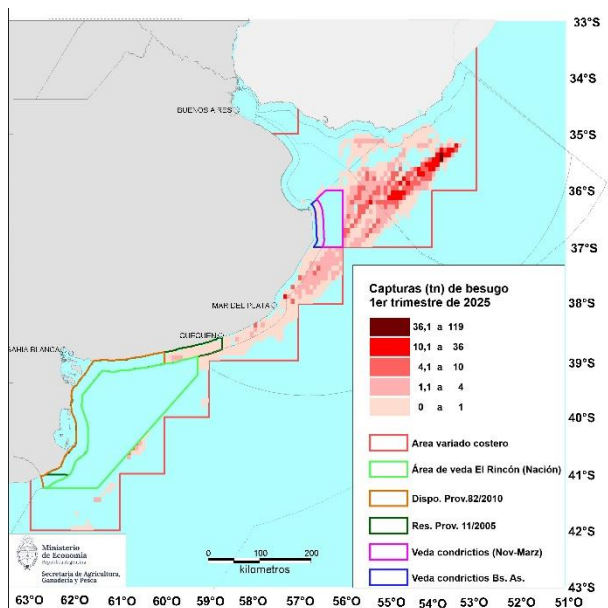 33°S
34°S
BUENOS AIRES
35°S
36°S
37°S
Capturas (tn) de besugo
1er trimestre de 2025
36,1 a 119
10,1 a 36
4,1 a 10
1,1 a 4
0 a 1
MAR DEL PLATA
38°S
QUEQUEN
BAHIA BLANCA
39°S
40°S
Area variado costero
Área de veda El Rincón (Nación)
41°S
Dispo. Prov.82/2010
Res. Prov. 11/2005
42°S
Veda condrictios (Nov-Marz)
Veda condrictios Bs. As.
Ministerio
de Economía
República Argentina
Secretaría de Agricultura,
Ganadería y Pesca
0 100 200
kilometros
43°S
63°O 62°O 61°O 60°O 59°O 58°O 57°O 56°O 55°O 54°O 53°O 52°O 51°O